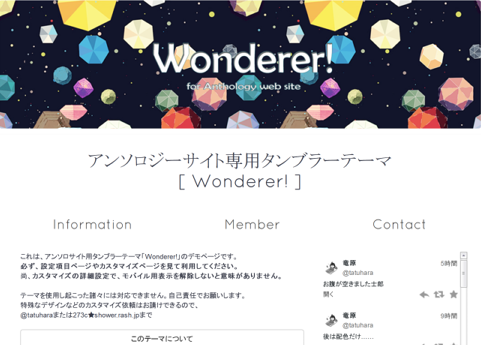 Wonderer!
for Anthology web site
アンソロジーサイト専用タンブラーテーマ
[ Wonderer! ]
Information
Member
Contact
これは、アンソロサイト用タンブラーテーマ「Wonderer!」のデモページです。
必ず、設定項目ページやカスタマイズページを見て利用してください。
尚、カスタマイズの詳細設定で、モバイル用表示を解除しないと意味がありません。
テーマを使用し起こった諸々には対応できません。自己責任でお願いします。
特殊なデザインなどのカスタマイズ依頼はお請けできるので、
@tatuharaまたは273c★shower.rash.jpまで
このテーマについて
竜原
5時間
@tatuhara
お腹が空きました士郎
開く
竜原
9時間
@tatuhara
後は配色だけ……